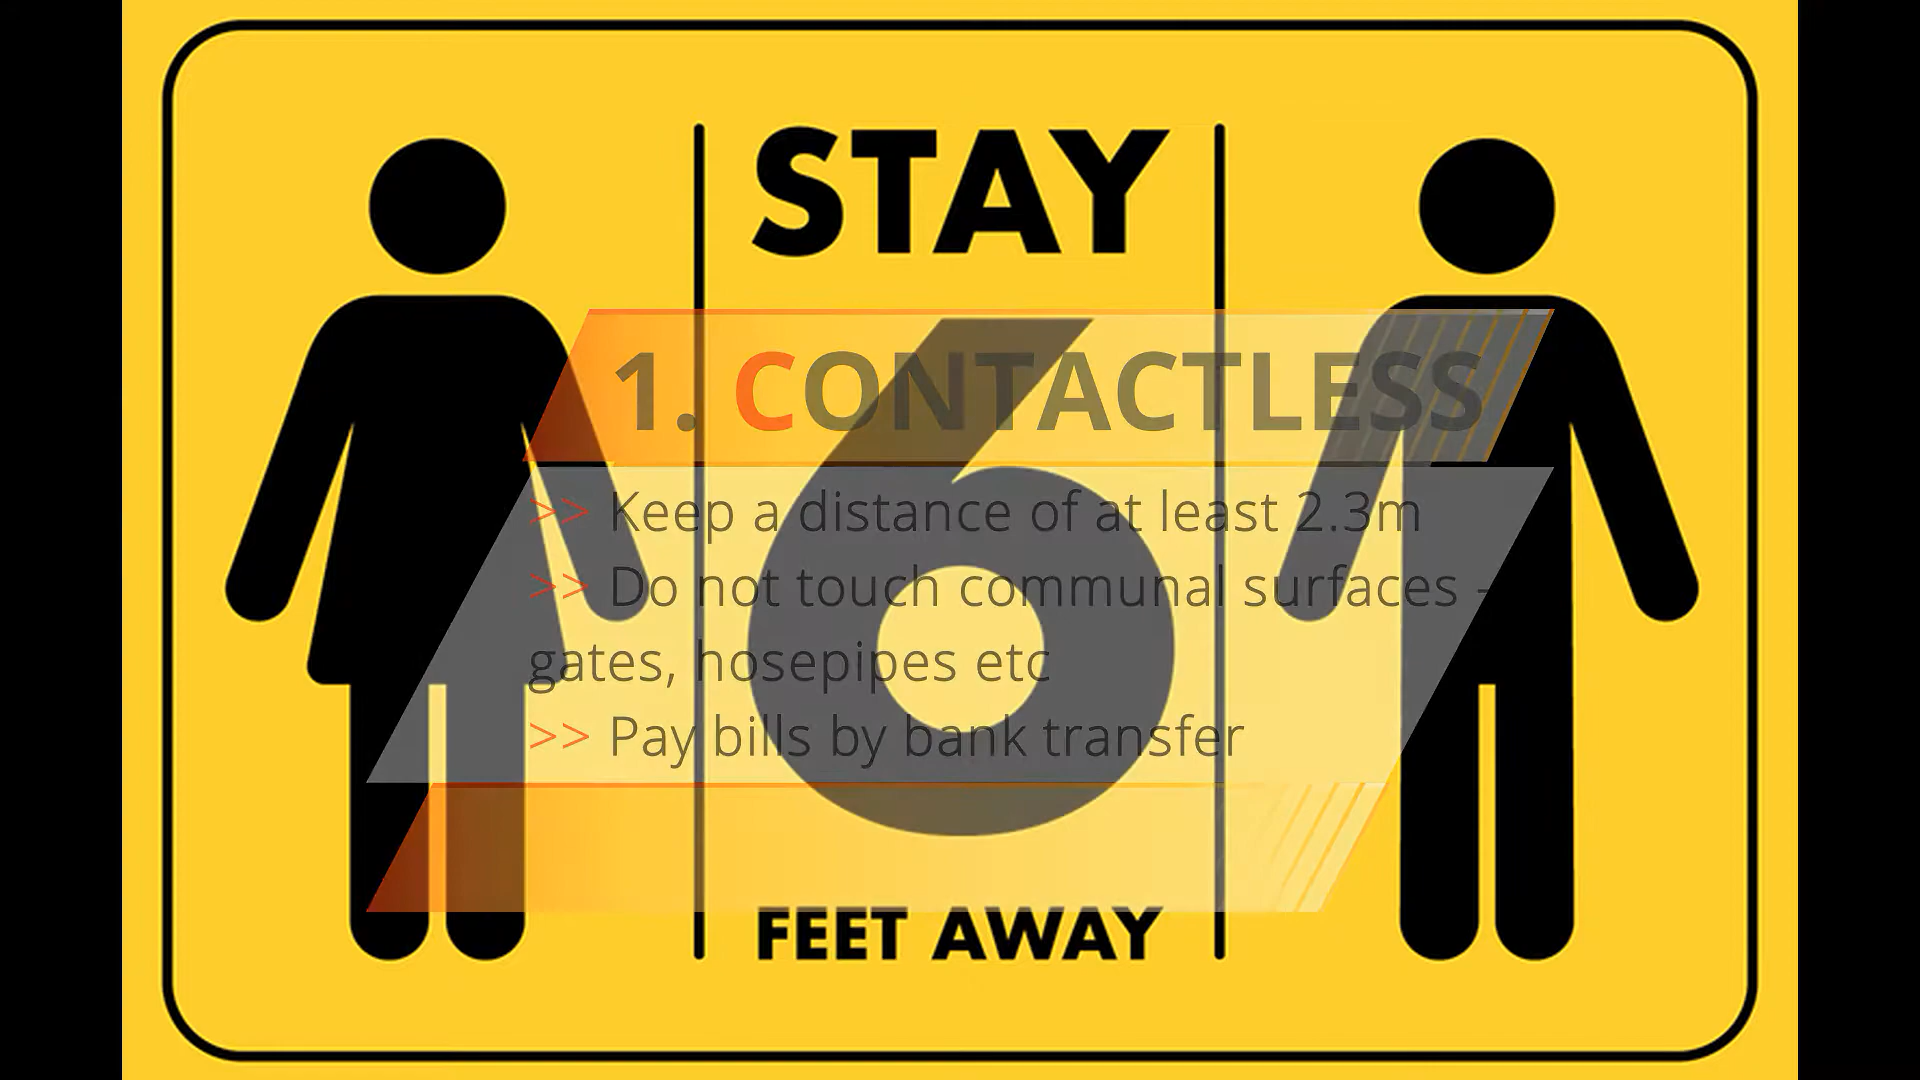 STAY
6
FEET AWAY
1. CONTACTLESS
>> Keep a distance of at least 2.3m
>> Do not touch communal surfaces -
gates, hosepipes etc
>> Pay bills by bank transfer